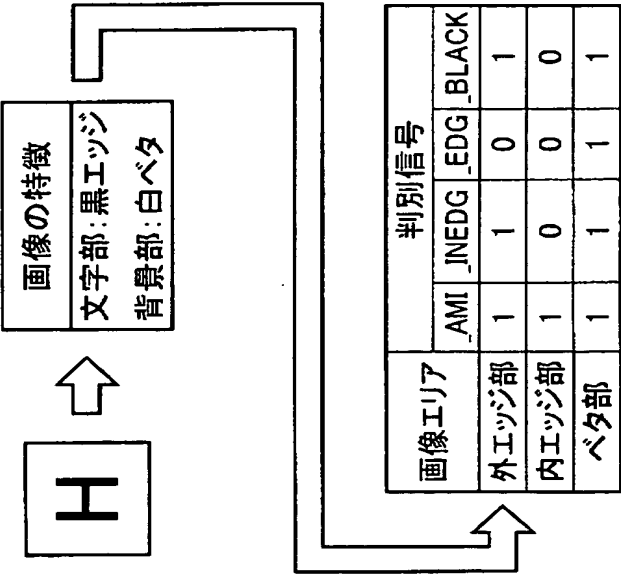 H
画像の特徴
文字部:黒エッジ
背景部:白ベタ
画像エリア 判別信号
_AMI _INEDG _EDG _BLACK
外エッジ部 1 1 0 1
内エッジ部 1 0 0 0
ベタ部 1 1 1 1